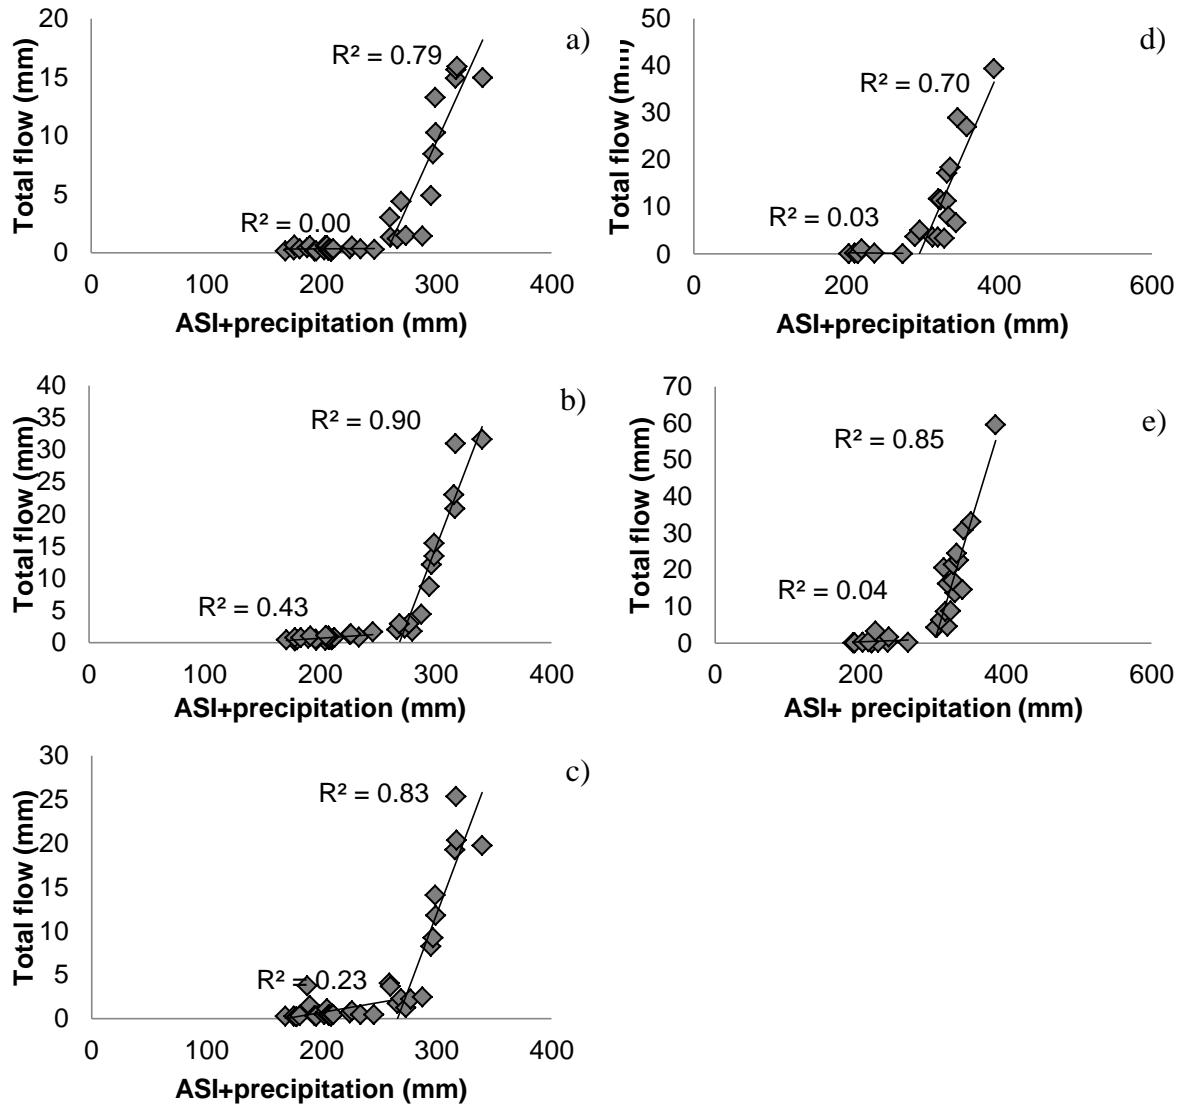 a)
Total flow (mm)
20
15
10
5
0
R² = 0.79
R² = 0.00
0 100 200 300 400
ASI+precipitation (mm)
d)
Total flow
50
40
30
20
10
0
R² = 0.70
R² = 0.03
0 200 400 600
ASI+precipitation (mm)
b)
Total flow (mm)
40
35
30
25
20
15
10
5
0
R² = 0.90
R² = 0.43
0 100 200 300 400
ASI+precipitation (mm)
e)
Total flow (mm)
70
60
50
40
30
20
10
0
R² = 0.85
R² = 0.04
0 200 400 600
ASI+ precipitation (mm)
c)
Total flow (mm)
30
25
20
15
10
5
0
R² = 0.83
R² = 0.23
0 100 200 300 400
ASI+precipitation (mm)